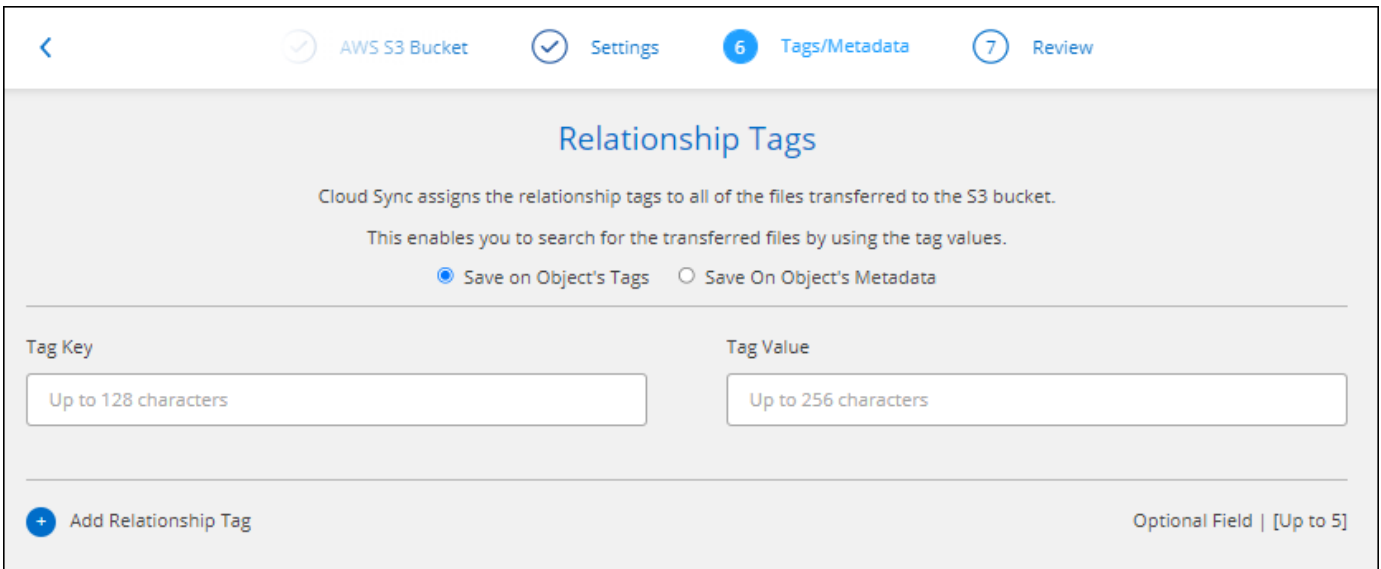 AWS S3 Bucket Settings 6 Tags/Metadata 7 Review
Relationship Tags
Cloud Sync assigns the relationship tags to all of the files transferred to the S3 bucket.
This enables you to search for the transferred files by using the tag values.
Save on Object's Tags Save On Object's Metadata
Tag Key Tag Value
Up to 128 characters Up to 256 characters
Add Relationship Tag Optional Field | [Up to 5]